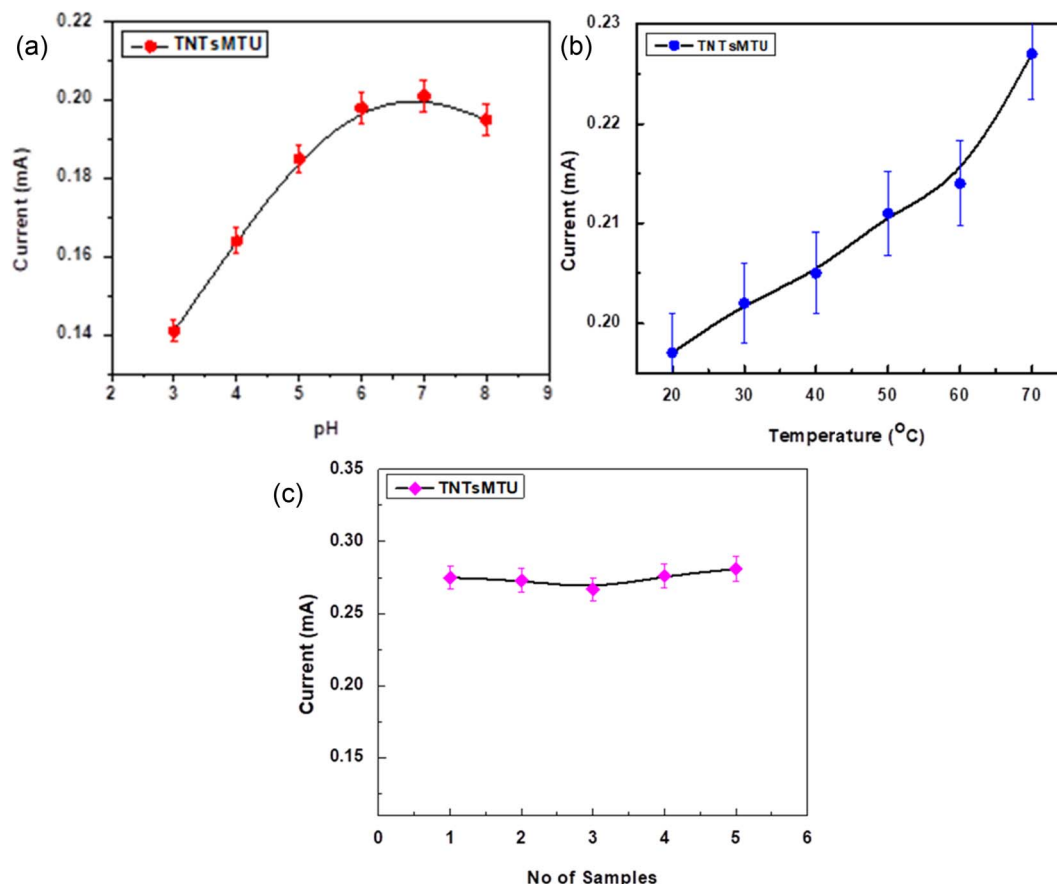 (a)
TNTsMTU
0.22
0.20
0.18
0.16
0.14
Current (mA)
2 3 4 5 6 7 8 9
pH
(b)
TNTsMTU
0.23
0.22
0.21
0.20
Current (mA)
20 30 40 50 60 70
Temperature (°C)
(c)
TNTsMTU
0.35
0.30
0.25
0.20
0.15
Current (mA)
0 1 2 3 4 5 6
No of Samples